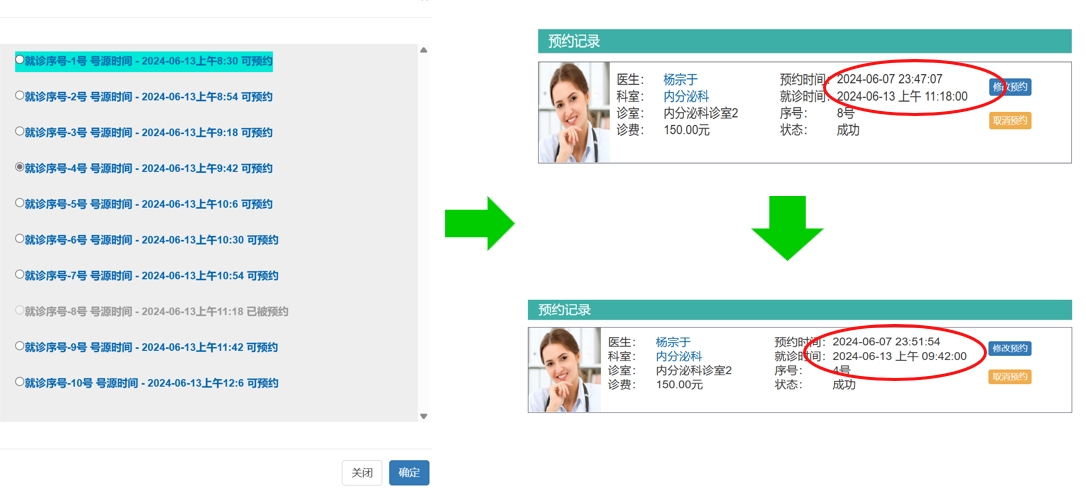 就诊序号-1号 号源时间 - 2024-06-13上午8:30 可预约
就诊序号-2号 号源时间 - 2024-06-13上午8:54 可预约
就诊序号-3号 号源时间 - 2024-06-13上午9:18 可预约
就诊序号-4号 号源时间 - 2024-06-13上午9:42 可预约
就诊序号-5号 号源时间 - 2024-06-13上午10:6 可预约
就诊序号-6号 号源时间 - 2024-06-13上午10:30 可预约
就诊序号-7号 号源时间 - 2024-06-13上午10:54 可预约
就诊序号-8号 号源时间 - 2024-06-13上午11:18 已被预约
就诊序号-9号 号源时间 - 2024-06-13上午11:42 可预约
就诊序号-10号 号源时间 - 2024-06-13上午12:6 可预约
关闭 确定
预约记录
医生： 杨宗于 预约时间：2024-06-07 23:47:07
科室： 内分泌科 就诊时间：2024-06-13 上午 11:18:00
诊室： 内分泌科诊室2 序号： 8号
诊费： 150.00元 状态： 成功
修改预约
取消预约
预约记录
医生： 杨宗于 预约时间：2024-06-07 23:51:54
科室： 内分泌科 就诊时间：2024-06-13 上午 09:42:00
诊室： 内分泌科诊室2 序号： 4号
诊费： 150.00元 状态： 成功
修改预约
取消预约